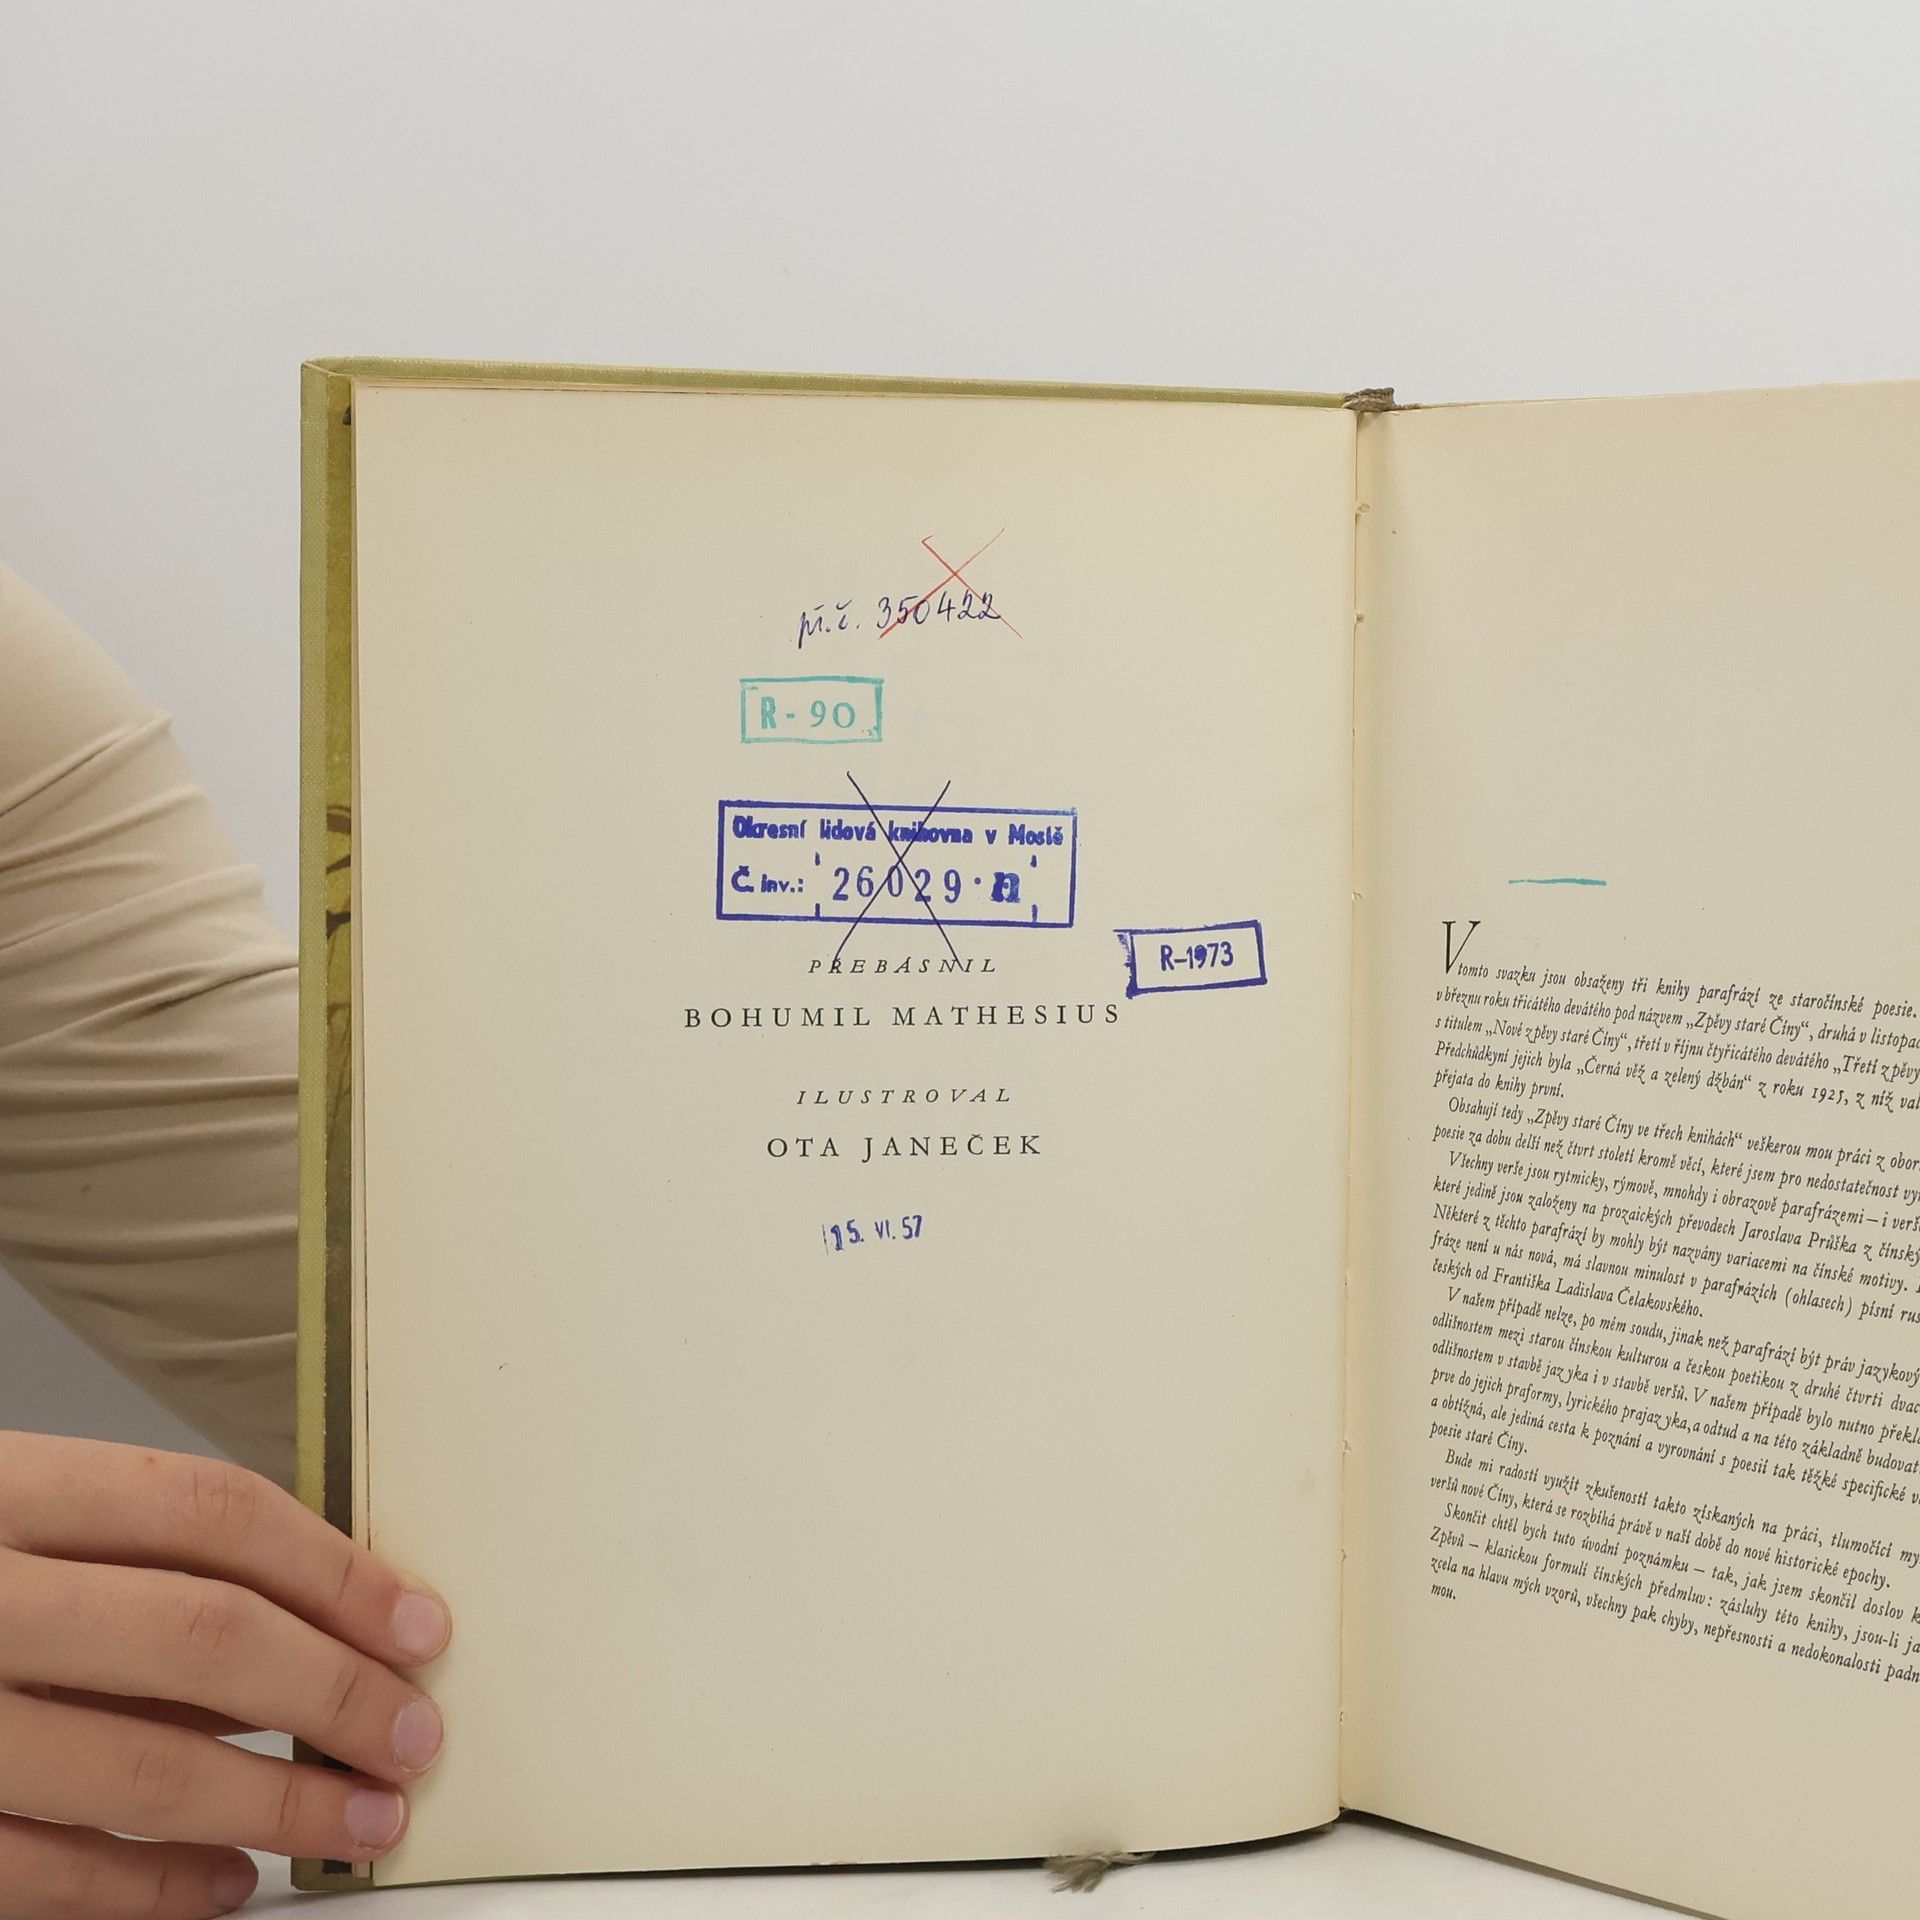 př.č. 350422
R - 90
Okresní lidová knihovna v Mostě
Č. inv.: 26029 · n
R-1973
PŘEBÁSNIL
BOHUMIL MATHESIUS
ILUSTROVAL
OTA JANEČEK
15. VI. 57
V tomto svazku jsou obsaženy tři knihy parafrází ze staročínské poesie.
v březnu roku třicátého devátého pod názvem „Zpěvy staré Číny“, druhá v listopad
s titulem „Nové zpěvy staré Číny“, třetí v říjnu čtyřicátého devátého „Třetí zpěvy
Předchůdkyní jejich byla „Černá věž a zelený džbán“ z roku 1925, z níž val
přejata do knihy první.
Obsahují tedy „Zpěvy staré Číny ve třech knihách“ veškerou mou práci z obor
poesie za dobu delší než čtvrt století kromě věcí, které jsem pro nedostatečnost vy
Všechny verše jsou rytmicky, rýmově, mnohdy i obrazově parafrázemi – i verš
které jedině jsou založeny na prozaických převodech Jaroslava Průška z čínský
Některé z těchto parafrází by mohly být nazvány variacemi na čínské motivy.
fráze není u nás nová, má slavnou minulost v parafrázích (ohlasech) písní rus
českých od Františka Ladislava Čelakovského.
V našem případě nelze, po mém soudu, jinak než parafrází být práv jazykový
odlišnostem mezi starou čínskou kulturou a českou poetikou z druhé čtvrti dvac
odlišnostem v stavbě jazyka i v stavbě veršů. V našem případě bylo nutno překl
prve do jejich praformy, lyrického prajazyka, a odtud a na této základně budovat
a obtížná, ale jediná cesta k poznání a vyrovnání s poesií tak těžké specifické v
poesie staré Číny.
Bude mi radostí využít zkušeností takto získaných na práci, tlumočící my
veršů nové Číny, která se rozbíhá právě v naší době do nové historické epochy.
Skončit chtěl bych tuto úvodní poznámku – tak, jak jsem skončil doslov k
Zpěvů – klasickou formulí čínských předmluv: zásluhy této knihy, jsou-li ja
zcela na hlavu mých vzorů, všechny pak chyby, nepřesnosti a nedokonalosti padn
mou.